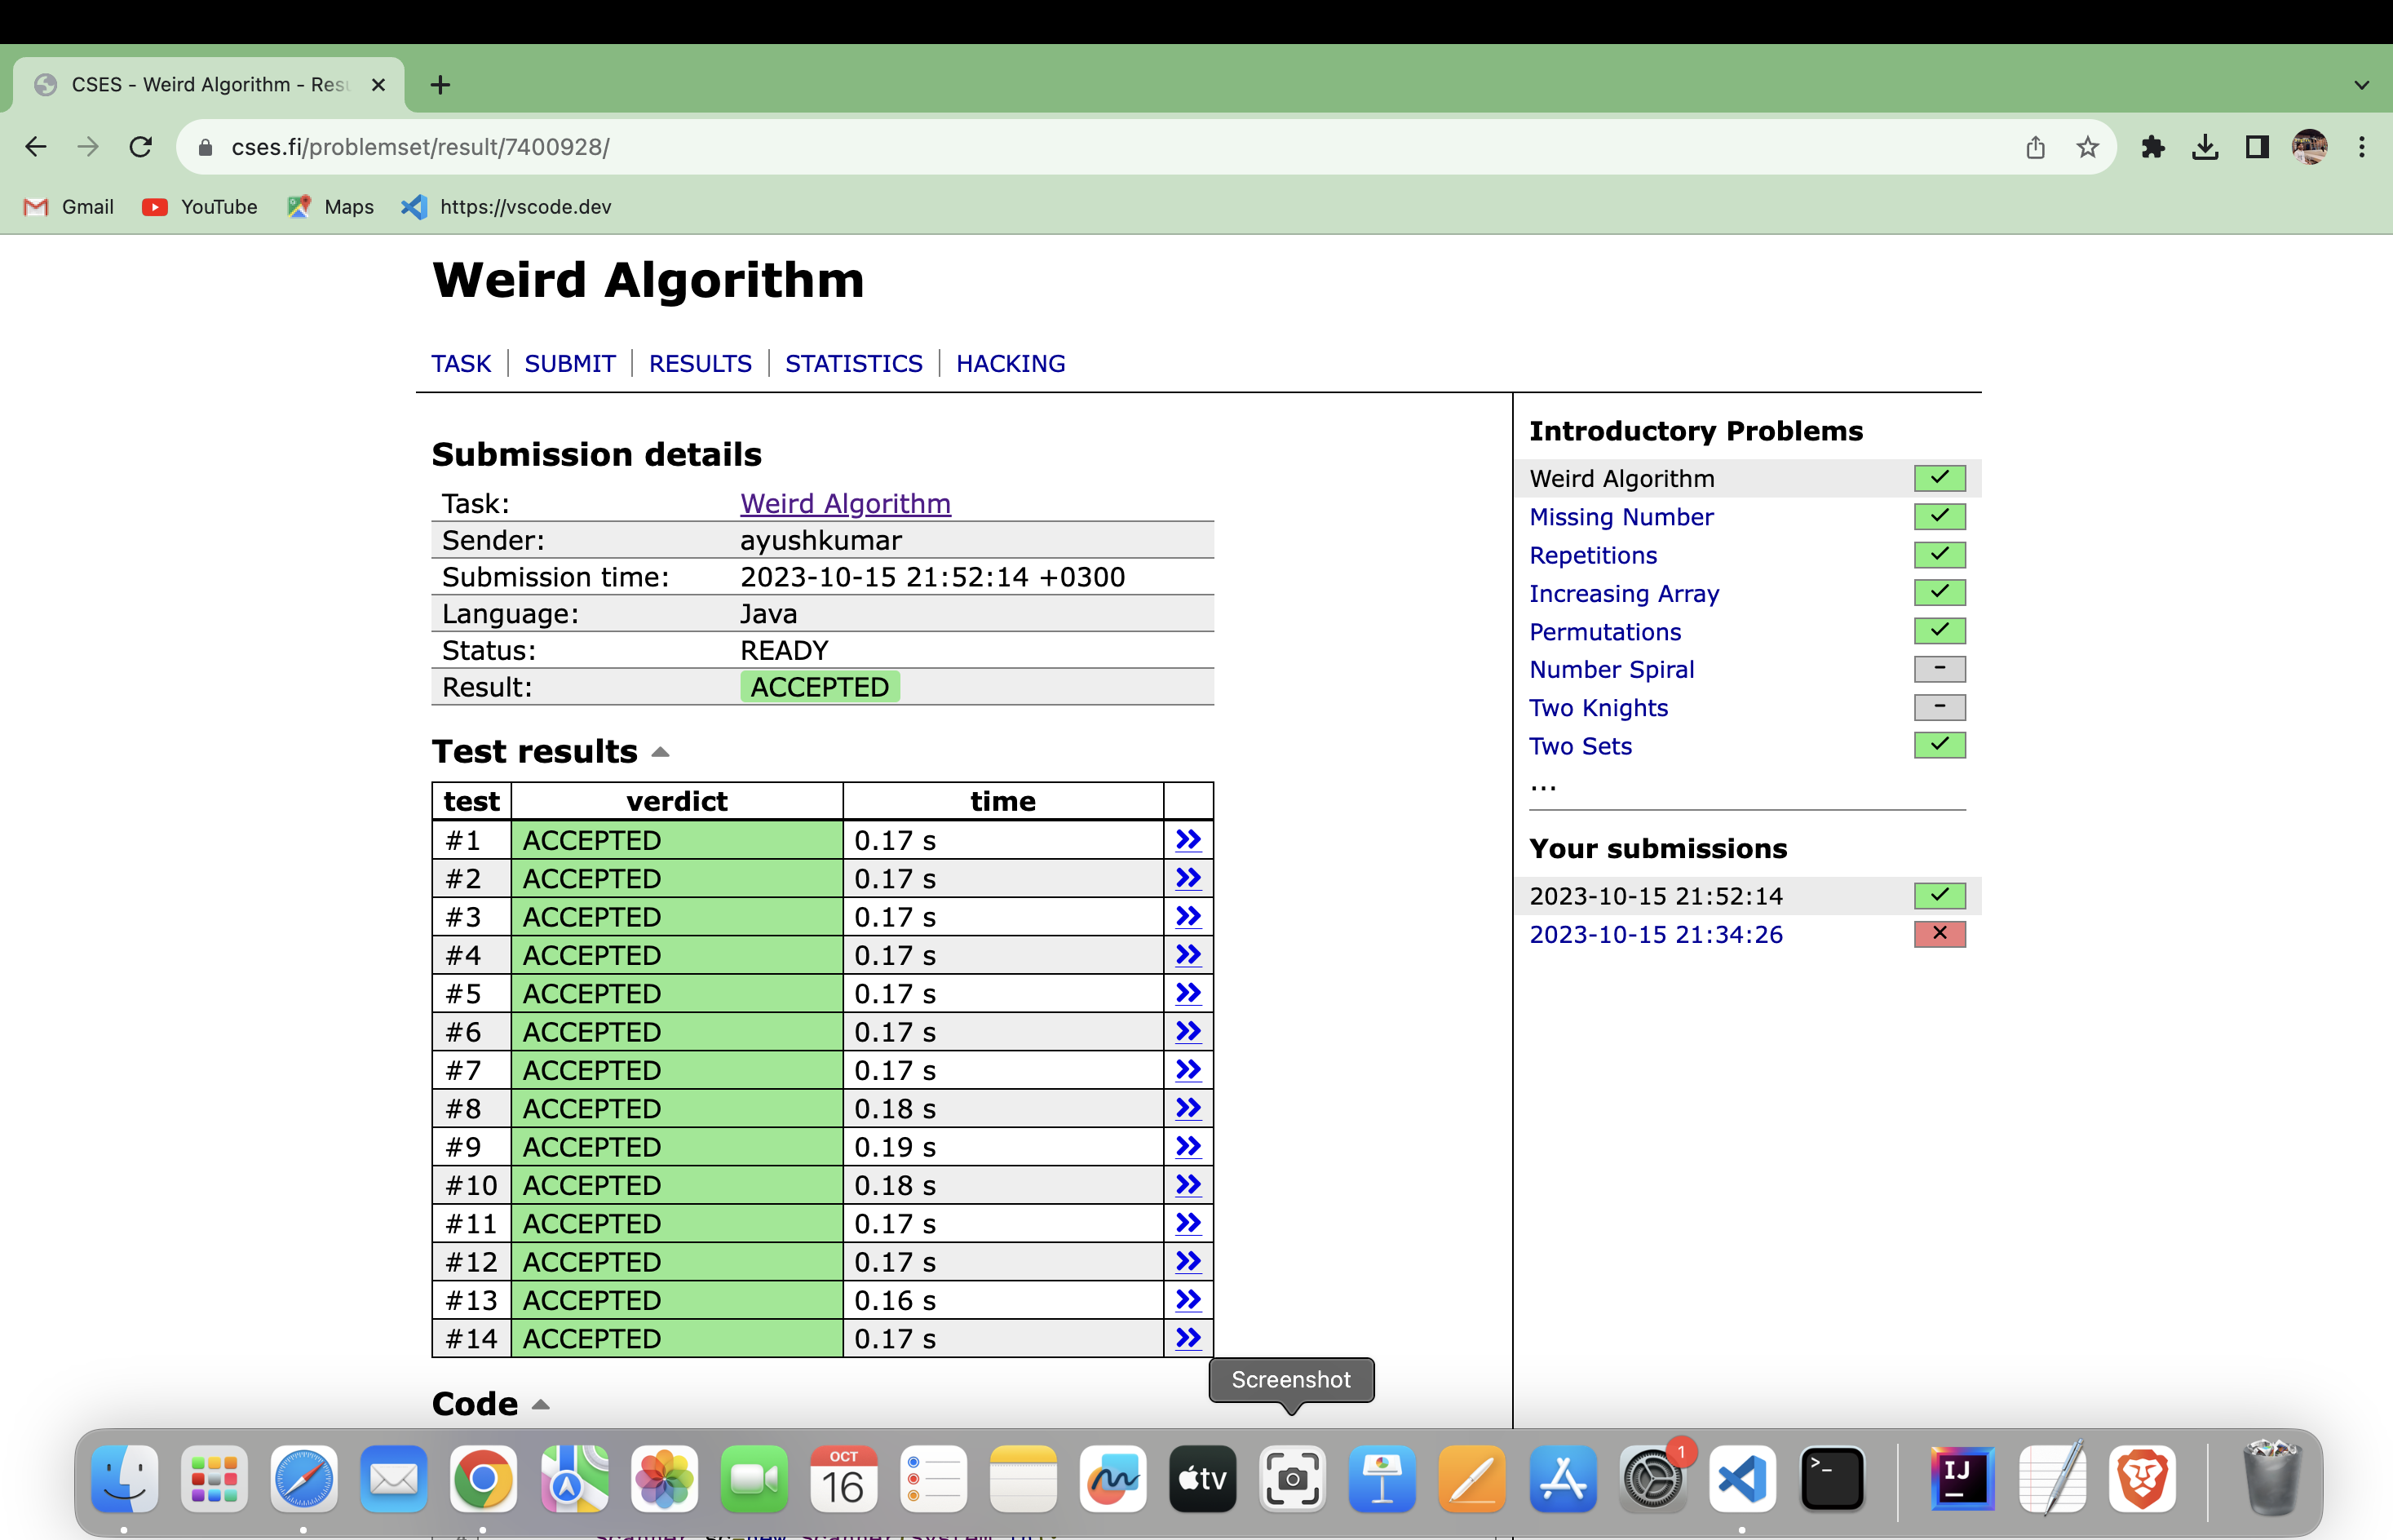 CSES - Weird Algorithm - Res
cses.fi/problemset/result/7400928/
Gmail YouTube Maps https://vscode.dev
Weird Algorithm
TASK | SUBMIT | RESULTS | STATISTICS | HACKING
Submission details
Task: Weird Algorithm
Sender: ayushkumar
Submission time: 2023-10-15 21:52:14 +0300
Language: Java
Status: READY
Result: ACCEPTED
Test results
test verdict time
#1 ACCEPTED 0.17 s >>
#2 ACCEPTED 0.17 s >>
#3 ACCEPTED 0.17 s >>
#4 ACCEPTED 0.17 s >>
#5 ACCEPTED 0.17 s >>
#6 ACCEPTED 0.17 s >>
#7 ACCEPTED 0.17 s >>
#8 ACCEPTED 0.18 s >>
#9 ACCEPTED 0.19 s >>
#10 ACCEPTED 0.18 s >>
#11 ACCEPTED 0.17 s >>
#12 ACCEPTED 0.17 s >>
#13 ACCEPTED 0.16 s >>
#14 ACCEPTED 0.17 s >>
Code
Introductory Problems
Weird Algorithm
Missing Number
Repetitions
Increasing Array
Permutations
Number Spiral
Two Knights
Two Sets
...
Your submissions
2023-10-15 21:52:14
2023-10-15 21:34:26
Screenshot
OCT
16
tv
1
>_
IJ